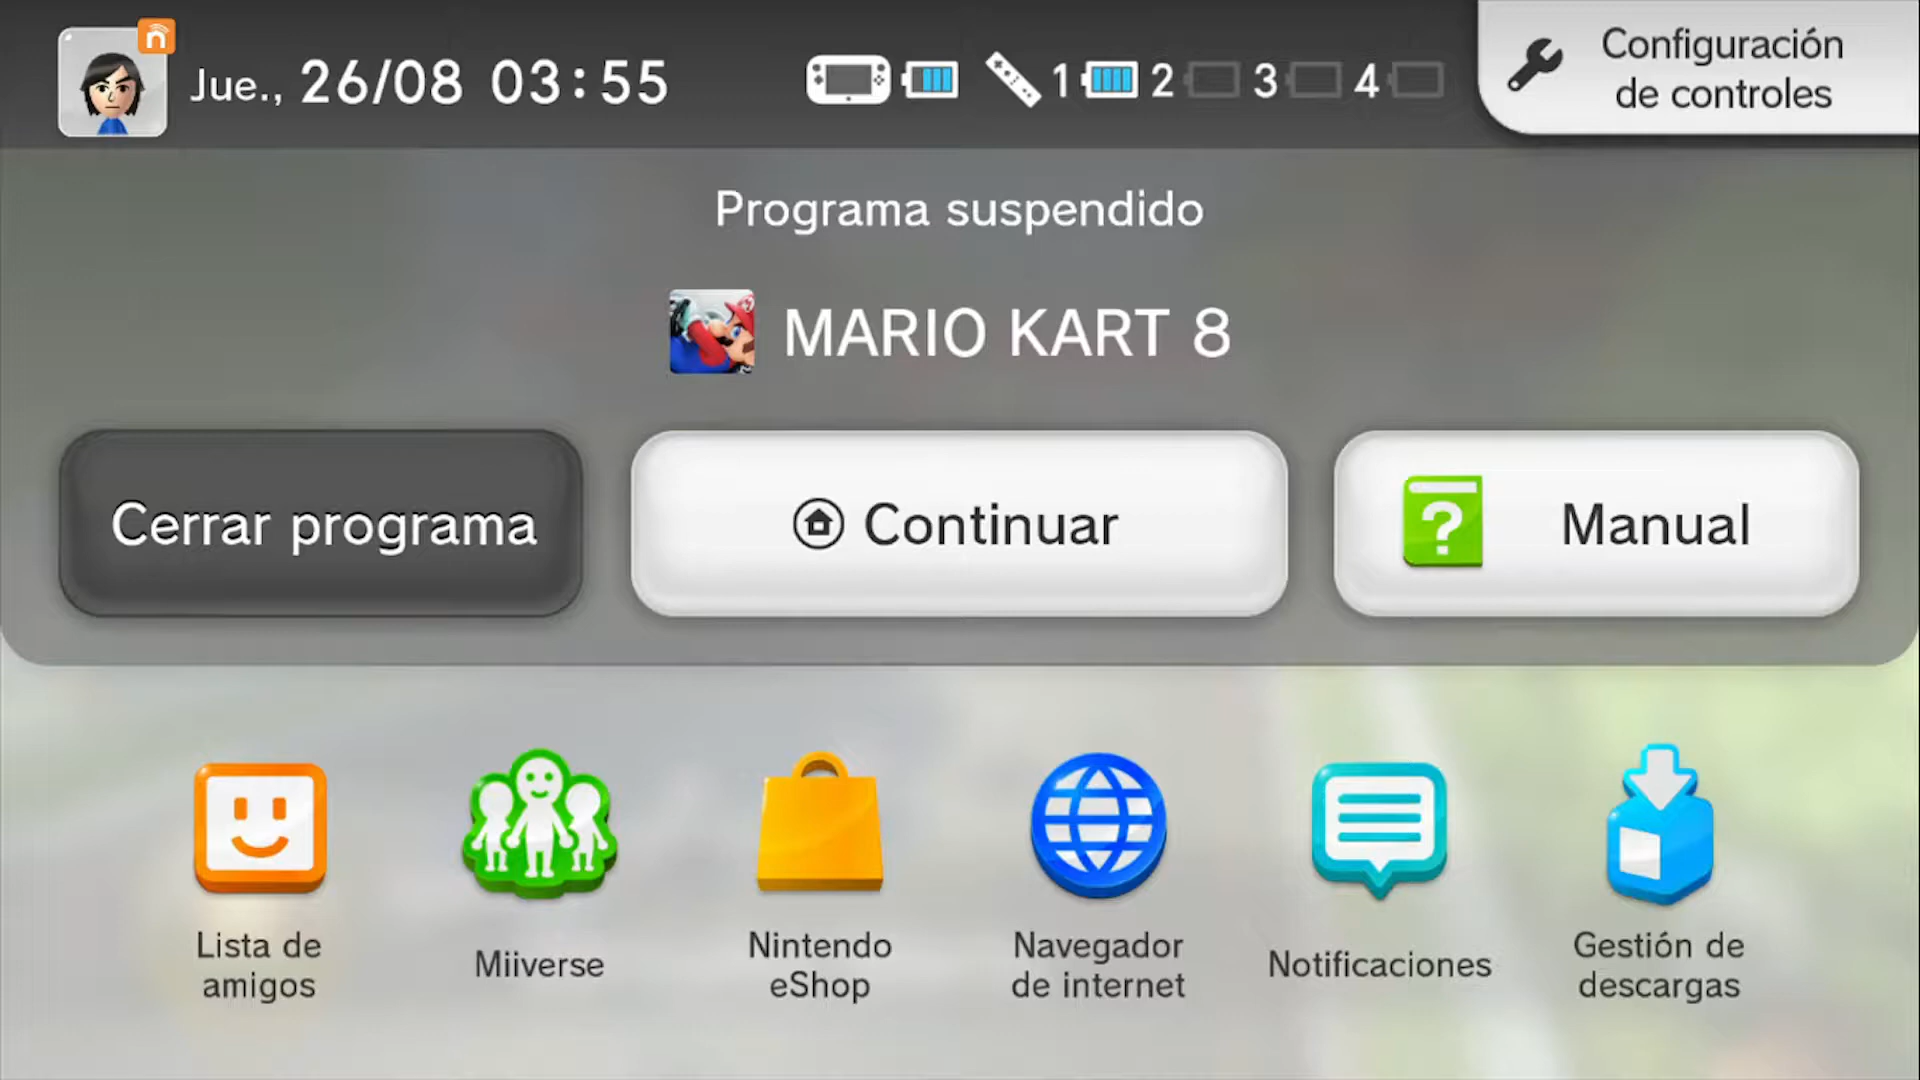 Jue., 26/08 03:55
1 2 3 4
Configuración
de controles
Programa suspendido
MARIO KART 8
Cerrar programa
Continuar
? Manual
Lista de
amigos
Miiverse
Nintendo
eShop
Navegador
de internet
Notificaciones
Gestión de
descargas